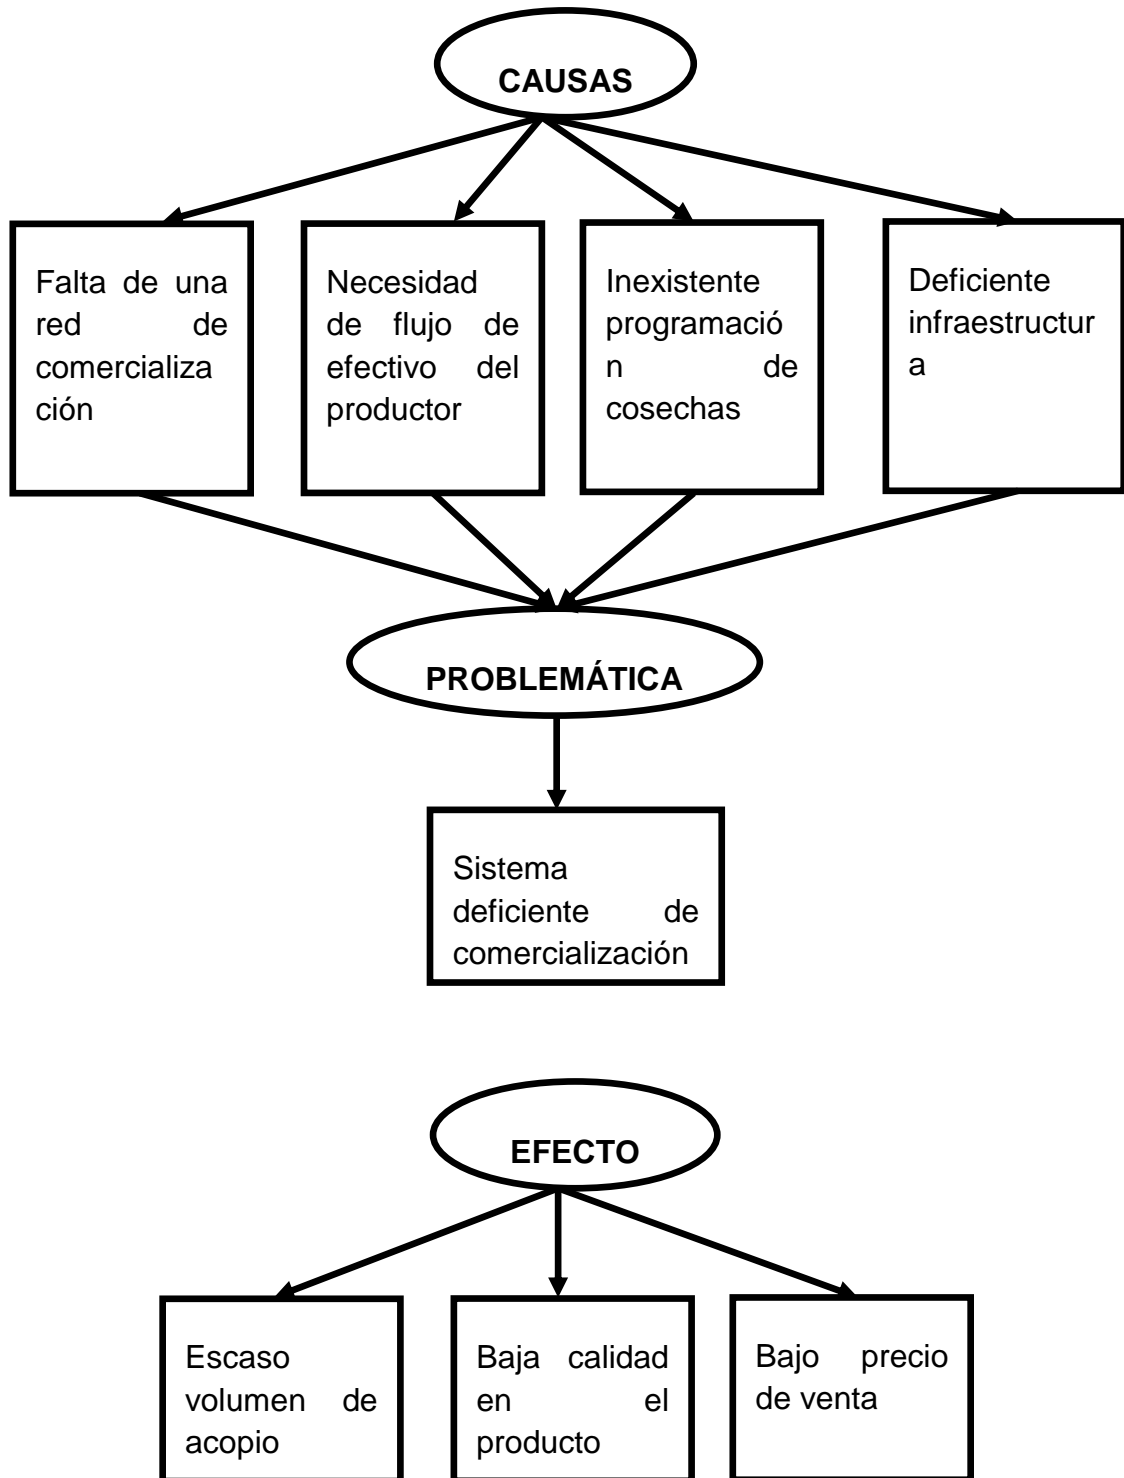 CAUSAS
Falta de una
red de
comercializa
ción
Necesidad
de flujo de
efectivo del
productor
Inexistente
programació
n de
cosechas
Deficiente
infraestructur
a
PROBLEMÁTICA
Sistema
deficiente de
comercialización
EFECTO
Escaso
volumen de
acopio
Baja calidad
en el
producto
Bajo precio
de venta